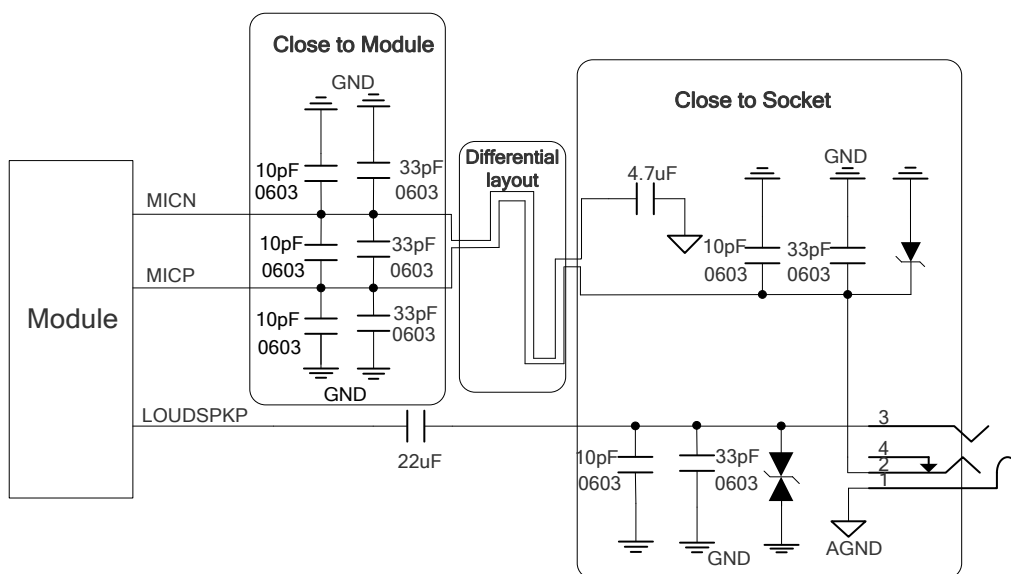 Close to Module
GND
10pF
0603
33pF
0603
MICN
10pF
0603
33pF
0603
MICP
10pF
0603
33pF
0603
GND
Module
LOUDSPKP
22uF
Differential
layout
Close to Socket
4.7uF
GND
10pF
0603
33pF
0603
10pF
0603
33pF
0603
GND
3
4
2
1
AGND